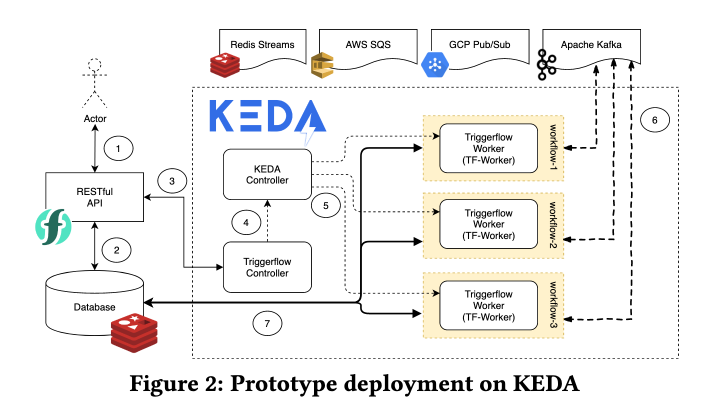 Redis Streams
AWS SQS
GCP Pub/Sub
Apache Kafka
Actor
1
KEDA
6
RESTful
API
3
KEDA
Controller
5
Triggerflow
Worker
(TF-Worker)
workflow-1
2
4
Triggerflow
Controller
Triggerflow
Worker
(TF-Worker)
workflow-2
Database
7
Triggerflow
Worker
(TF-Worker)
workflow-3
Figure 2: Prototype deployment on KEDA